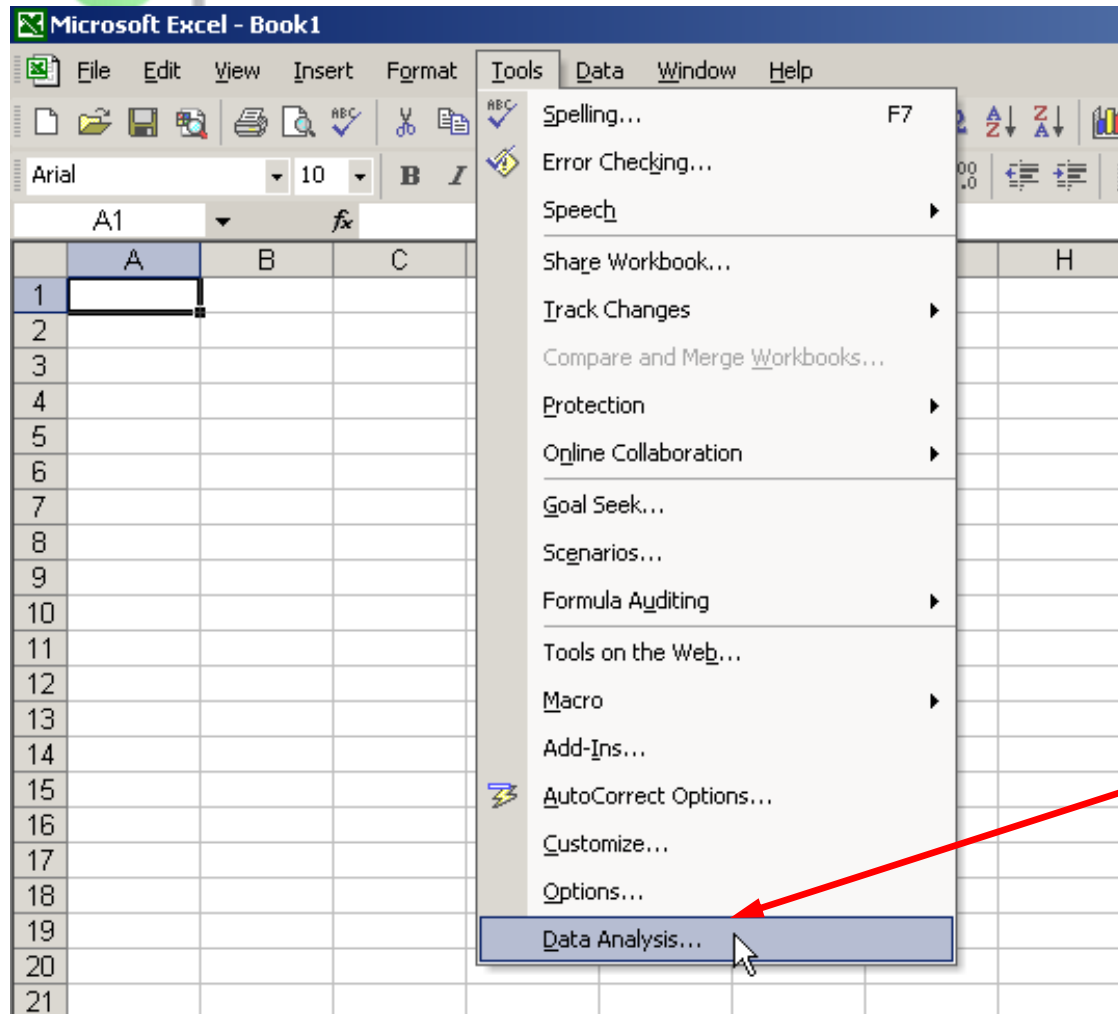 Microsoft Excel - Book1
File Edit View Insert Format Tools Data Window Help
Arial 10 B I
A1 fx
A B C H
1
2
3
4
5
6
7
8
9
10
11
12
13
14
15
16
17
18
19
20
21
ABC Spelling... F7
Error Checking...
Speech
Share Workbook...
Track Changes
Compare and Merge Workbooks...
Protection
Online Collaboration
Goal Seek...
Scenarios...
Formula Auditing
Tools on the Web...
Macro
Add-Ins...
AutoCorrect Options...
Customize...
Options...
Data Analysis...